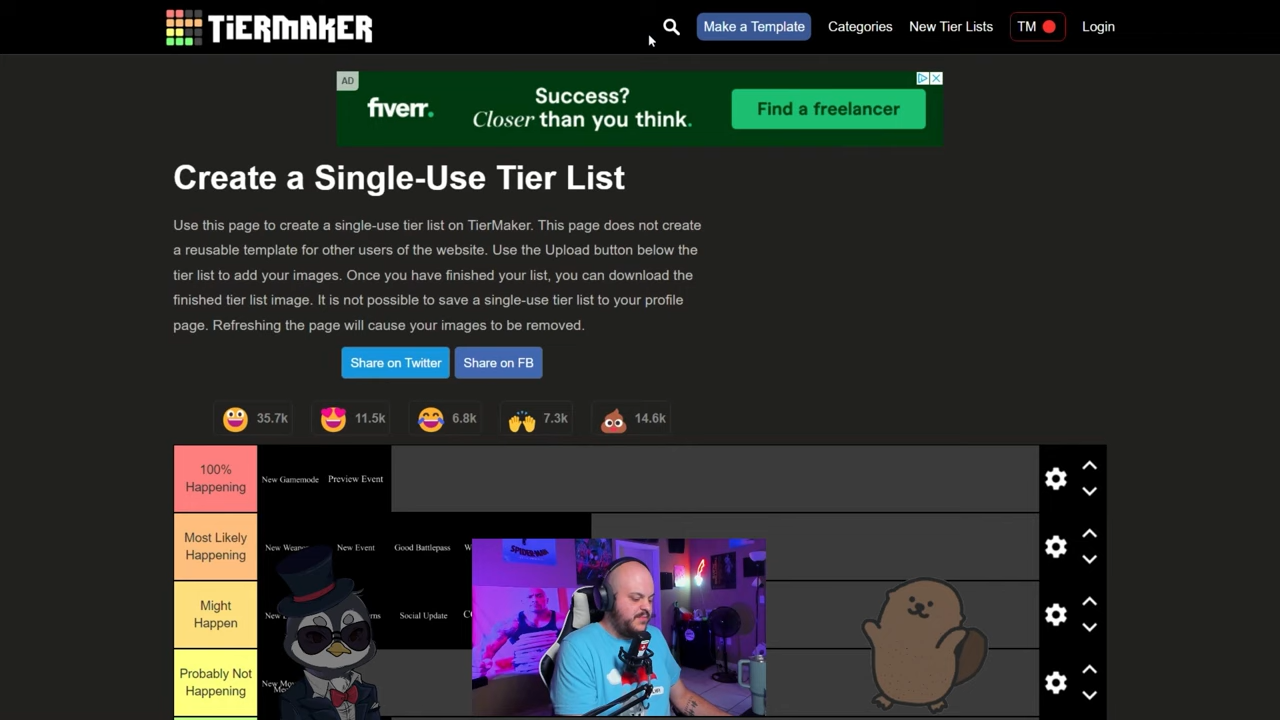 TiERMAKER
Make a Template
Categories
New Tier Lists
TM
Login
AD
fiverr.
Success?
Closer than you think.
Find a freelancer
Create a Single-Use Tier List
Use this page to create a single-use tier list on TierMaker. This page does not create
a reusable template for other users of the website. Use the Upload button below the
tier list to add your images. Once you have finished your list, you can download the
finished tier list image. It is not possible to save a single-use tier list to your profile
page. Refreshing the page will cause your images to be removed.
Share on Twitter
Share on FB
35.7k
11.5k
6.8k
7.3k
14.6k
100%
Happening
New Gamemode
Preview Event
Most Likely
Happening
New Event
Good Battlepass
Might
Happen
Social Update
Probably Not
Happening
SPIDERMAN